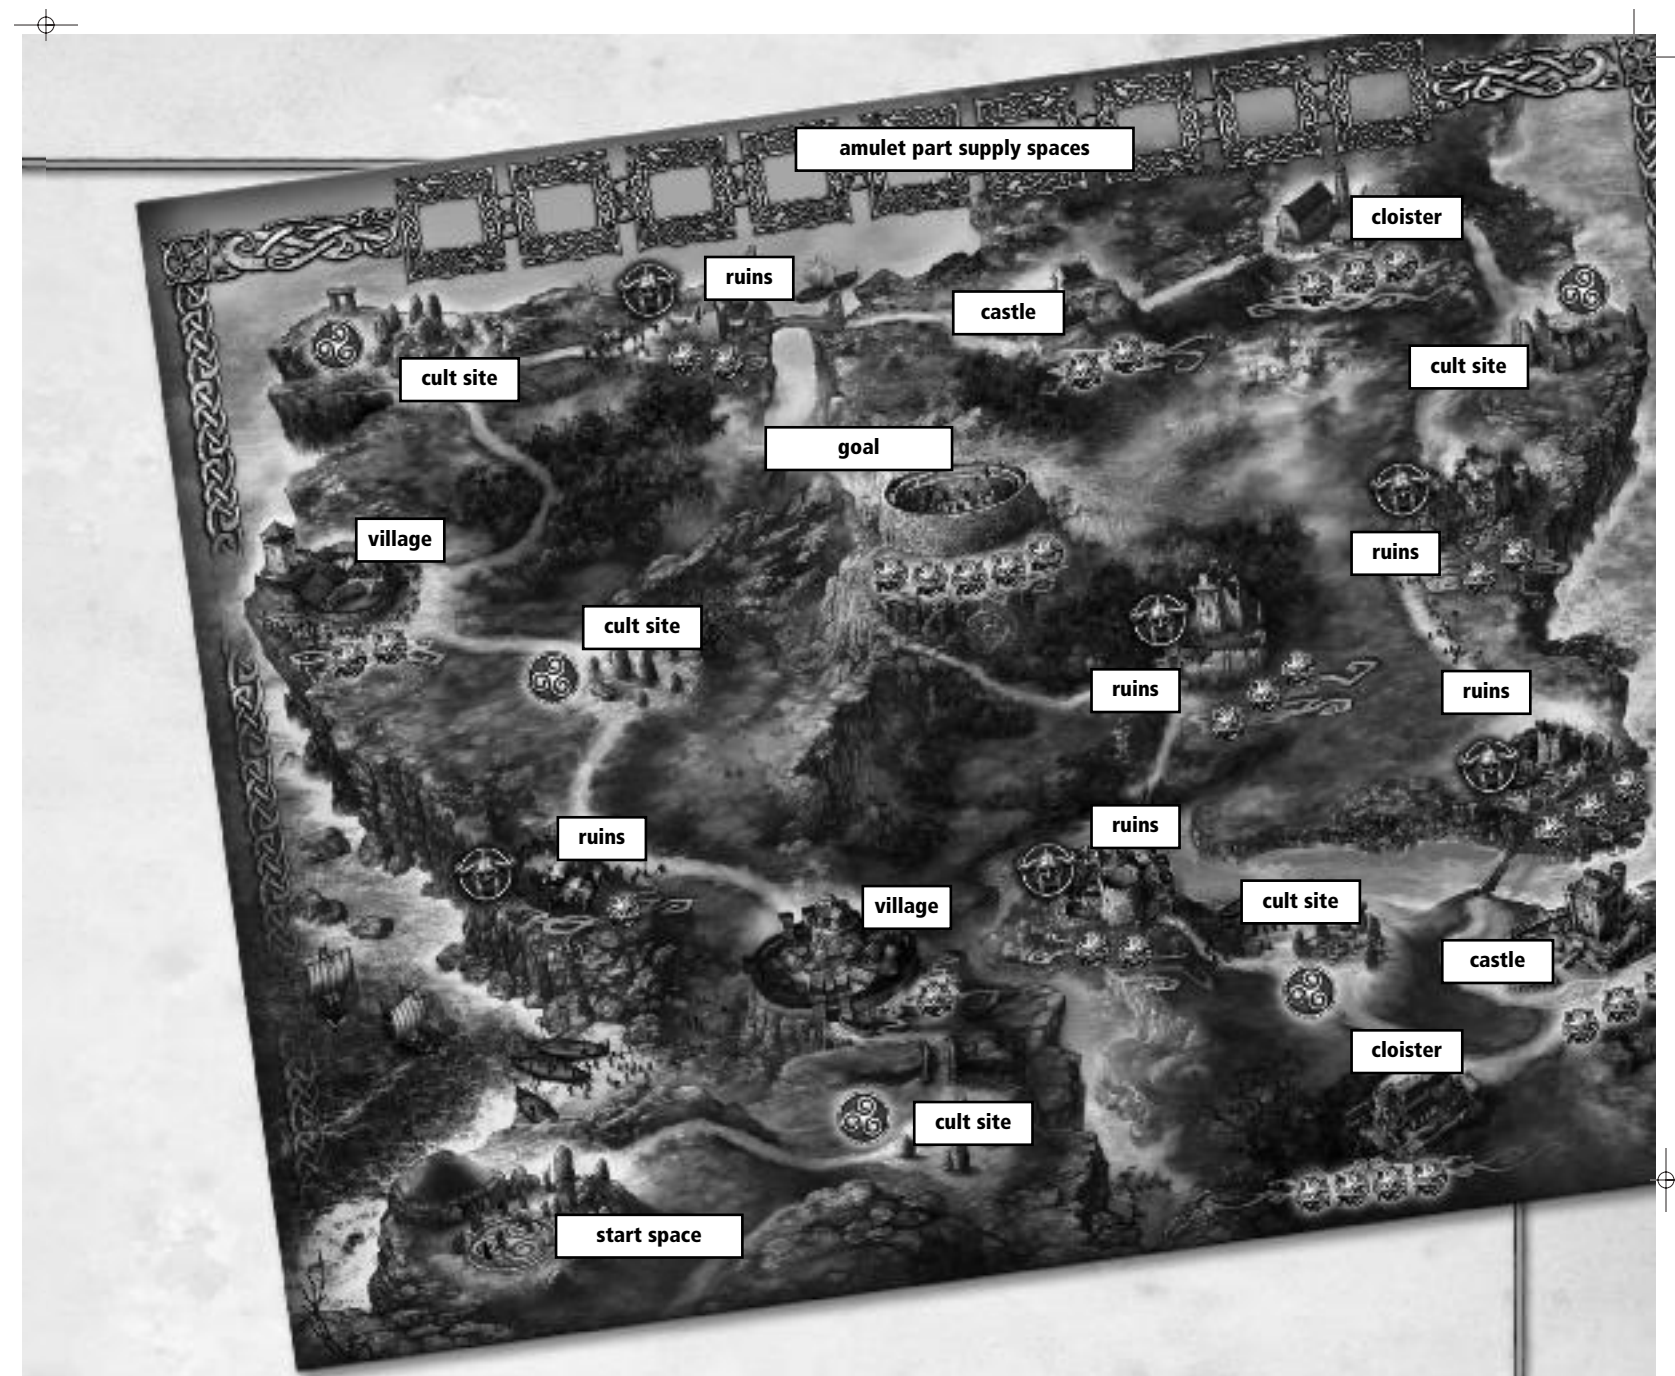 amulet part supply spaces
cloister
ruins
castle
cult site
cult site
goal
village
ruins
cult site
ruins
ruins
ruins
ruins
village
cult site
castle
cloister
cult site
start space